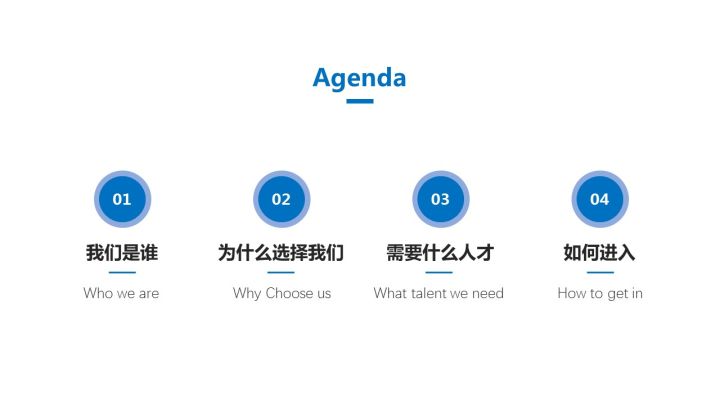 Agenda
01
02
03
04
我们是谁
为什么选择我们
需要什么人才
如何进入
Who we are
Why Choose us
What talent we need
How to get in